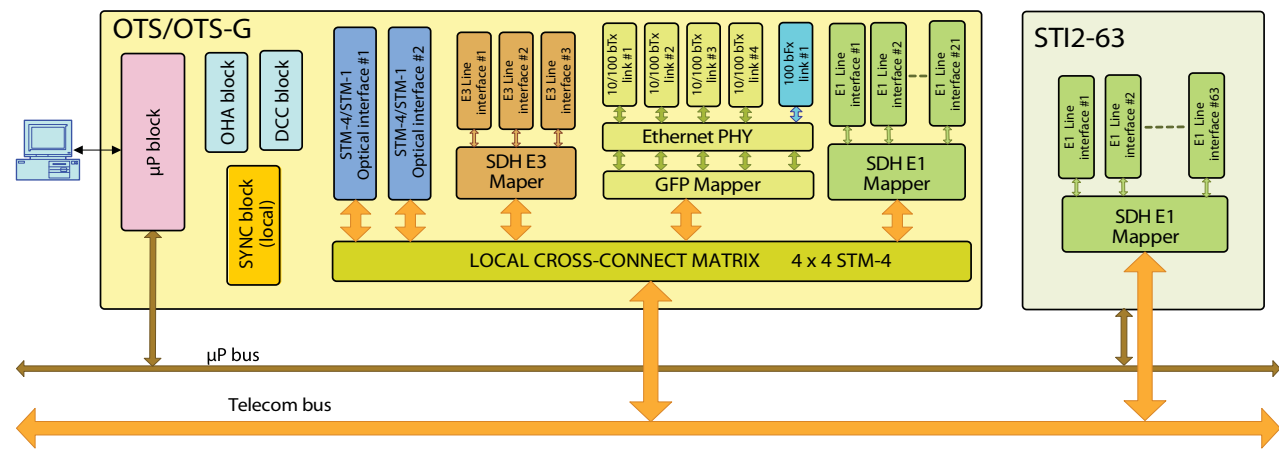 OTS/OTS-G
µP block
OHA block
DCC block
SYNC block
(local)
STM-4/STM-1
Optical interface #1
STM-4/STM-1
Optical interface #2
E3 Line
interface #1
E3 Line
interface #2
E3 Line
interface #3
SDH E3
Maper
10/100 bTx
link #1
10/100 bTx
link #2
10/100 bTx
link #3
10/100 bTx
link #4
100 bFx
link #1
Ethernet PHY
GFP Mapper
E1 Line
interface #1
E1 Line
interface #2
E1 Line
interface #21
SDH E1
Mapper
LOCAL CROSS-CONNECT MATRIX 4 x 4 STM-4
STI2-63
E1 Line
interface #1
E1 Line
interface #2
E1 Line
interface #63
SDH E1
Mapper
µP bus
Telecom bus